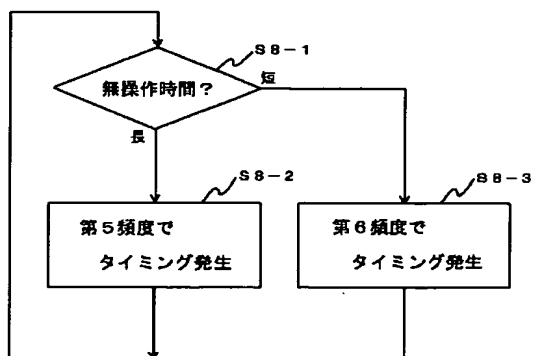 S8-1
無操作時間?
短
長
S8-2
S8-3
第5頻度で
タイミング発生
第6頻度で
タイミング発生